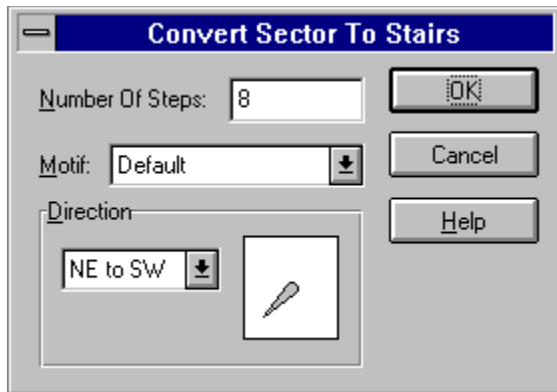 Convert Sector To Stairs
Number Of Steps: 8
OK
Motif: Default
Cancel
Direction
Help
NE to SW